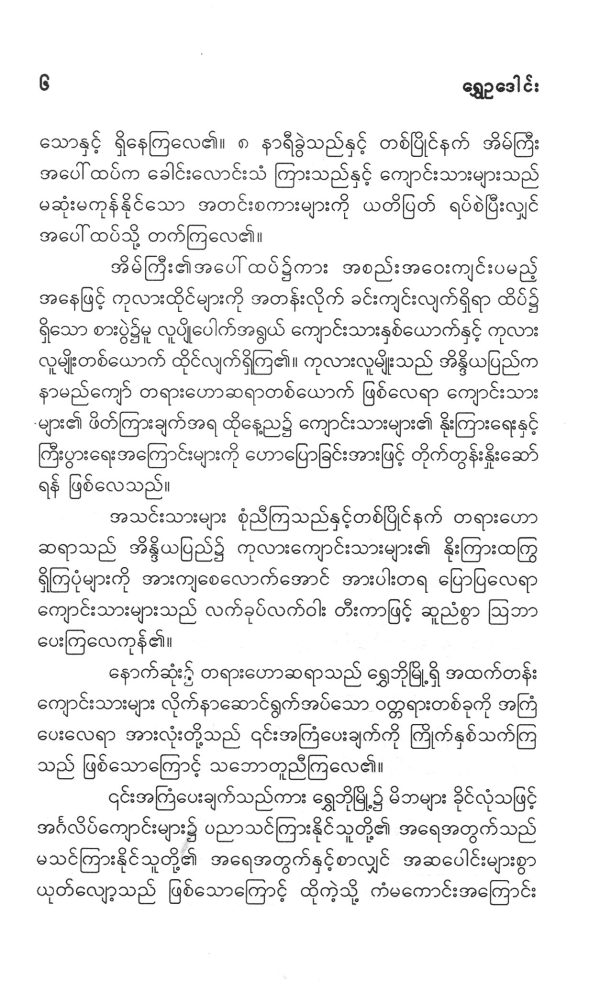 ၆
ရွှေဥဒေါင်း
သောနှင့် ရှိနေကြလေ၏။ ၈ နာရီခွဲသည်နှင့် တစ်ပြိုင်နက် အိမ်ကြီး
အပေါ်ထပ်က ခေါင်းလောင်းသံ ကြားသည်နှင့် ကျောင်းသားများသည်
မဆုံးမကုန်နိုင်သော အတင်းစကားများကို ယတိပြတ် ရပ်စဲပြီးလျှင်
အပေါ်ထပ်သို့ တက်ကြလေ၏။
အိမ်ကြီး၏အပေါ်ထပ်၌ကား အစည်းအဝေးကျင်းပမည့်
အနေဖြင့် ကုလားထိုင်များကို အတန်းလိုက် ခင်းကျင်းလျက်ရှိရာ ထိပ်၌
ရှိသော စားပွဲ၌မူ လူပျိုပေါက်အရွယ် ကျောင်းသားနှစ်ယောက်နှင့် ကုလား
လူမျိုးတစ်ယောက် ထိုင်လျက်ရှိကြ၏။ ကုလားလူမျိုးသည် အိန္ဒိယပြည်က
နာမည်ကျော် တရားဟောဆရာတစ်ယောက် ဖြစ်လေရာ ကျောင်းသား
များ၏ ဖိတ်ကြားချက်အရ ထိုနေ့ည၌ ကျောင်းသားများ၏ နိုးကြားရေးနှင့်
ကြီးပွားရေးအကြောင်းများကို ဟောပြောခြင်းအားဖြင့် တိုက်တွန်းနှိုးဆော်
ရန် ဖြစ်လေသည်။
အသင်းသားများ စုံညီကြသည်နှင့်တစ်ပြိုင်နက် တရားဟော
ဆရာသည် အိန္ဒိယပြည်၌ ကုလားကျောင်းသားများ၏ နိုးကြားထကြွ
ရှိကြပုံများကို အားကျစေလောက်အောင် အားပါးတရ ပြောပြလေရာ
ကျောင်းသားများသည် လက်ခုပ်လက်ဝါး တီးကာဖြင့် ဆူညံစွာ ဩဘာ
ပေးကြလေကုန်၏။
နောက်ဆုံး၌ တရားဟောဆရာသည် ရွှေဘိုမြို့ရှိ အထက်တန်း
ကျောင်းသားများ လိုက်နာဆောင်ရွက်အပ်သော ဝတ္တရားတစ်ခုကို အကြံ
ပေးလေရာ အားလုံးတို့သည် ၎င်းအကြံပေးချက်ကို ကြိုက်နှစ်သက်ကြ
သည် ဖြစ်သောကြောင့် သဘောတူညီကြလေ၏။
၎င်းအကြံပေးချက်သည်ကား ရွှေဘိုမြို့၌ မိဘများ ခိုင်လုံသဖြင့်
အင်္ဂလိပ်ကျောင်းများ၌ ပညာသင်ကြားနိုင်သူတို့၏ အရေအတွက်သည်
မသင်ကြားနိုင်သူတို့၏ အရေအတွက်နှင့်စာလျှင် အဆပေါင်းများစွာ
ယုတ်လျော့သည် ဖြစ်သောကြောင့် ထိုကဲ့သို့ ကံမကောင်းအကြောင်း